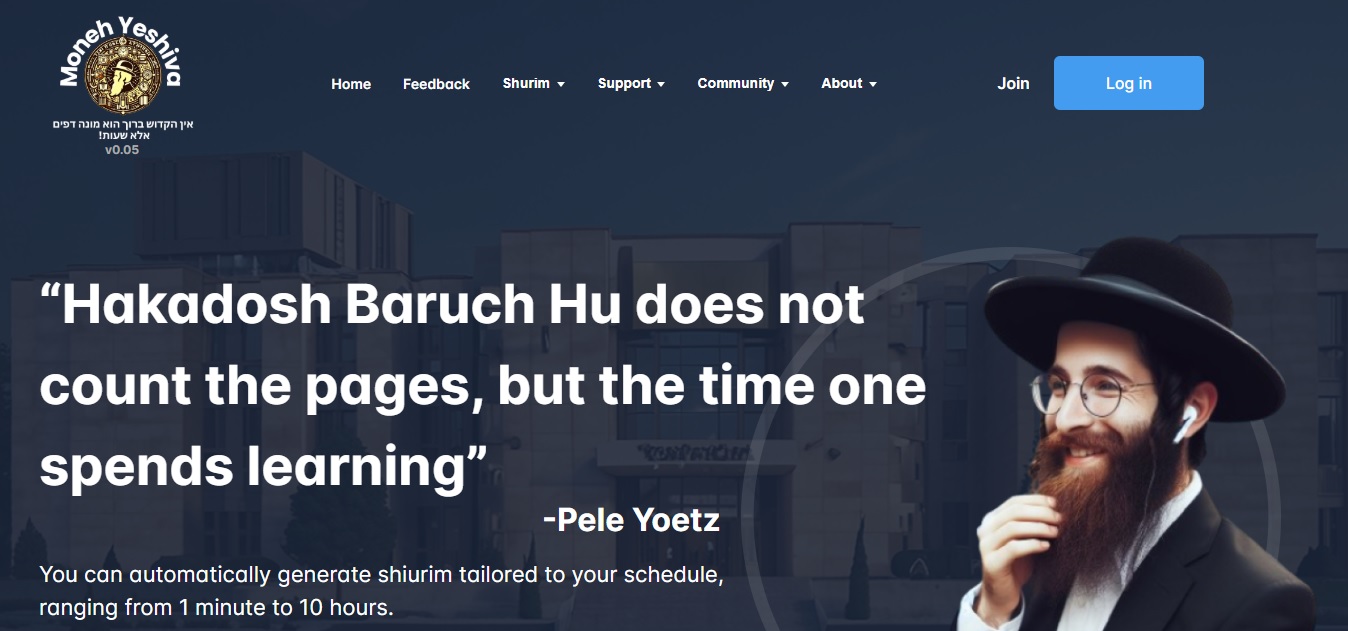 Moneh Yeshiva
אין הקדוש ברוך הוא מונה דפים
אלא שעות!
v0.05
Home Feedback Shurim Support Community About Join Log in
“Hakadosh Baruch Hu does not
count the pages, but the time one
spends learning”
-Pele Yoetz
You can automatically generate shiurim tailored to your schedule,
ranging from 1 minute to 10 hours.